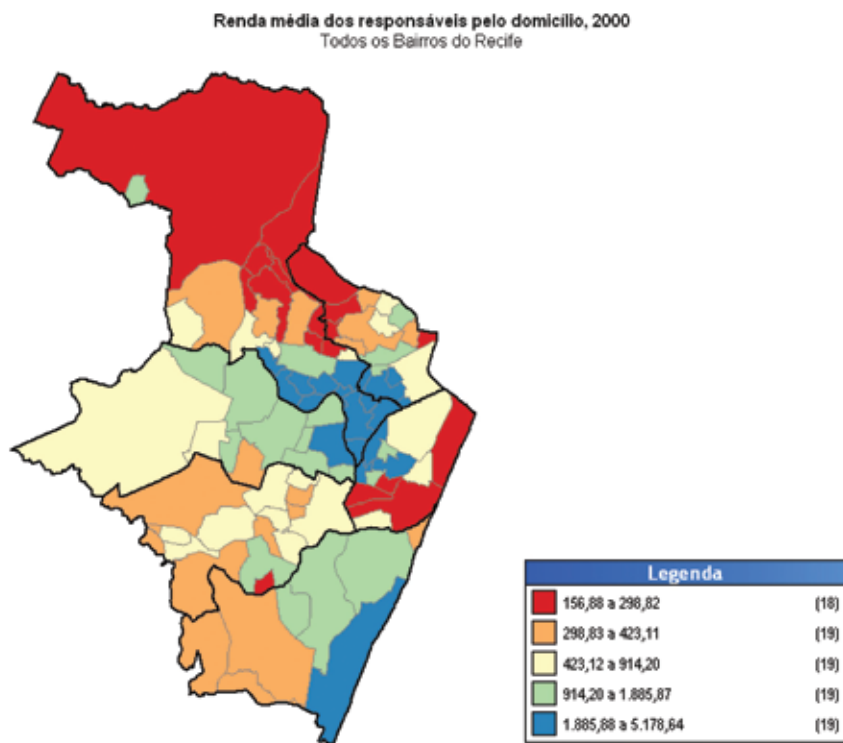 Renda média dos responsáveis pelo domicílio, 2000
Todos os Bairros do Recife
Legenda
156,88 a 298,82 (18)
298,83 a 423,11 (19)
423,12 a 914,20 (19)
914,20 a 1.885,87 (19)
1.885,88 a 5.178,64 (19)